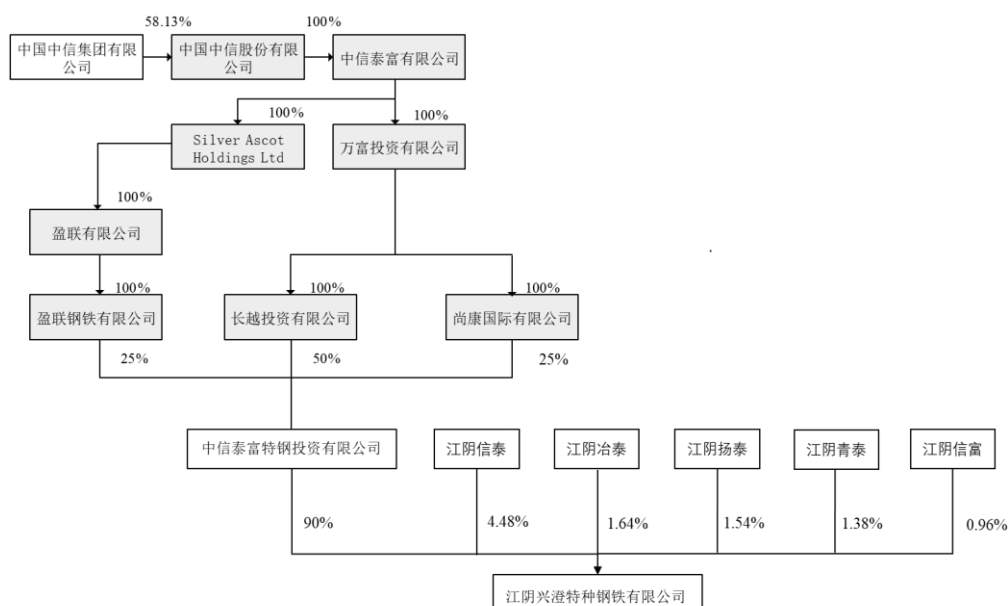 58.13%
100%
中国中信集团有限
公司
中国中信股份有限
公司
中信泰富有限公司
100%
100%
Silver Ascot
Holdings Ltd
万富投资有限公司
100%
盈联有限公司
100%
100%
100%
盈联钢铁有限公司
长越投资有限公司
尚康国际有限公司
25%
50%
25%
中信泰富特钢投资有限公司
江阴信泰
江阴冶泰
江阴扬泰
江阴青泰
江阴信富
90%
4.48%
1.64%
1.54%
1.38%
0.96%
江阴兴澄特种钢铁有限公司